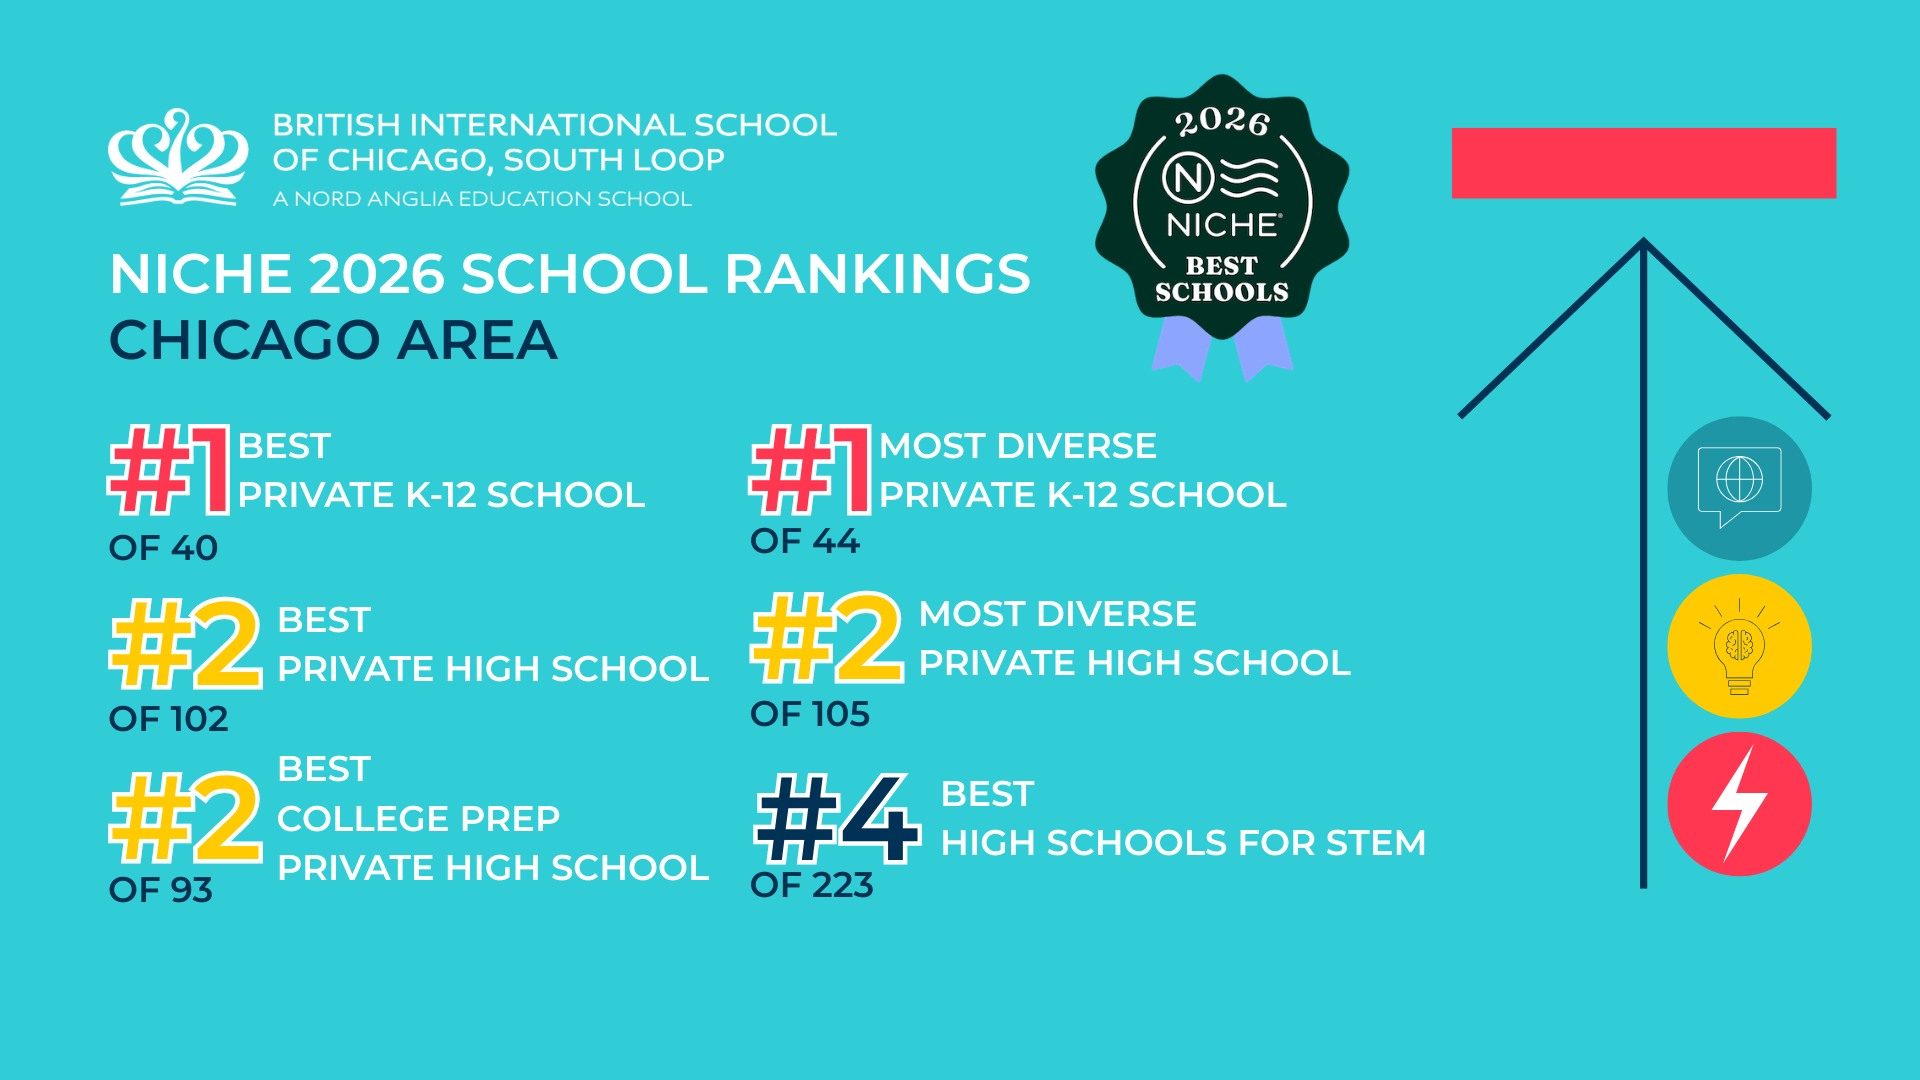 BRITISH INTERNATIONAL SCHOOL
OF CHICAGO, SOUTH LOOP
A NORD ANGLIA EDUCATION SCHOOL
NICHE 2026 SCHOOL RANKINGS
CHICAGO AREA
2026
N
NICHE®
BEST
SCHOOLS
#1
BEST
PRIVATE K-12 SCHOOL
OF 40
#2
BEST
PRIVATE HIGH SCHOOL
OF 102
#2
BEST
COLLEGE PREP
PRIVATE HIGH SCHOOL
OF 93
#1
MOST DIVERSE
PRIVATE K-12 SCHOOL
OF 44
#2
MOST DIVERSE
PRIVATE HIGH SCHOOL
OF 105
#4
BEST
HIGH SCHOOLS FOR STEM
OF 223